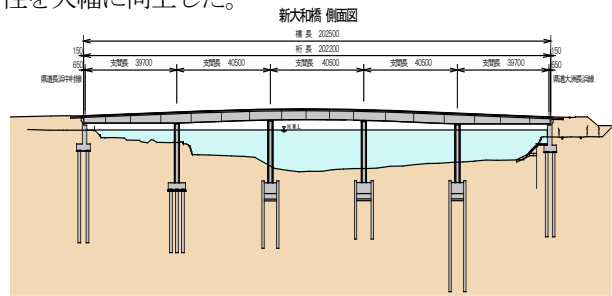 性を大幅に向上した。
新大和橋 側面図
橋 長 202500
150 桁 長 202200 150
650 支間長 39700 支間長 40500 支間長 40500 支間長 40500 支間長 39700 650
県道長浜中村線 県道大洲長浜線
H.W.L